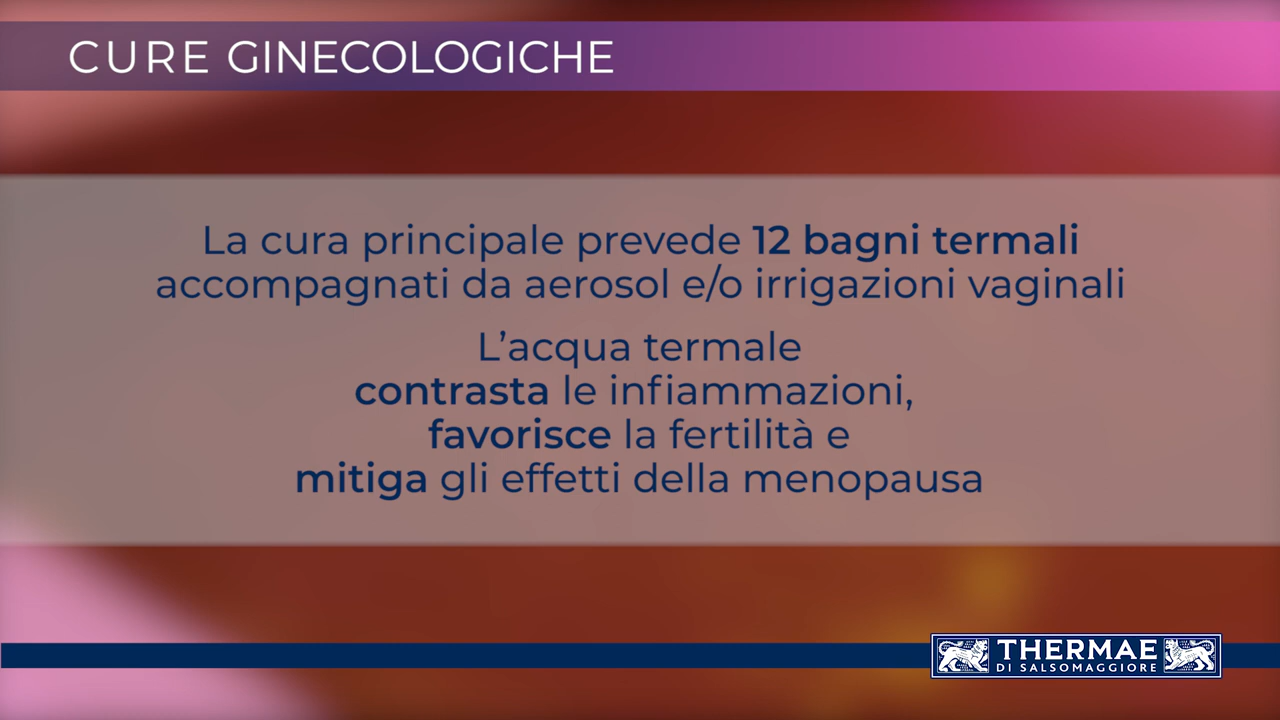 CURE GINECOLOGICHE
La cura principale prevede 12 bagni termali
accompagnati da aerosol e/o irrigazioni vaginali
L’acqua termale
contrasta le infiammazioni,
favorisce la fertilità e
mitiga gli effetti della menopausa
THERMAE
DI SALSOMAGGIORE